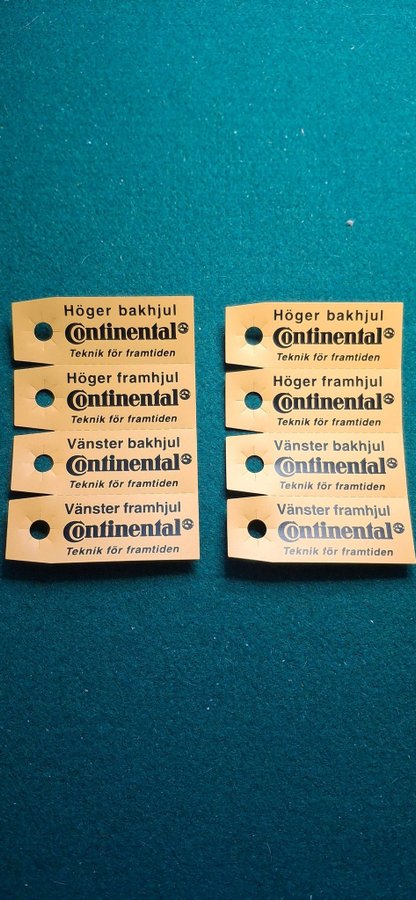 Höger bakhjul
Continental
Teknik för framtiden
Höger framhjul
Continental
Teknik för framtiden
Vänster bakhjul
Continental
Teknik för framtiden
Vänster framhjul
Continental
Teknik för framtiden
Höger bakhjul
Continental
Teknik för framtiden
Höger framhjul
Continental
Teknik för framtiden
Vänster bakhjul
Continental
Teknik för framtiden
Vänster framhjul
Continental
Teknik för framtiden